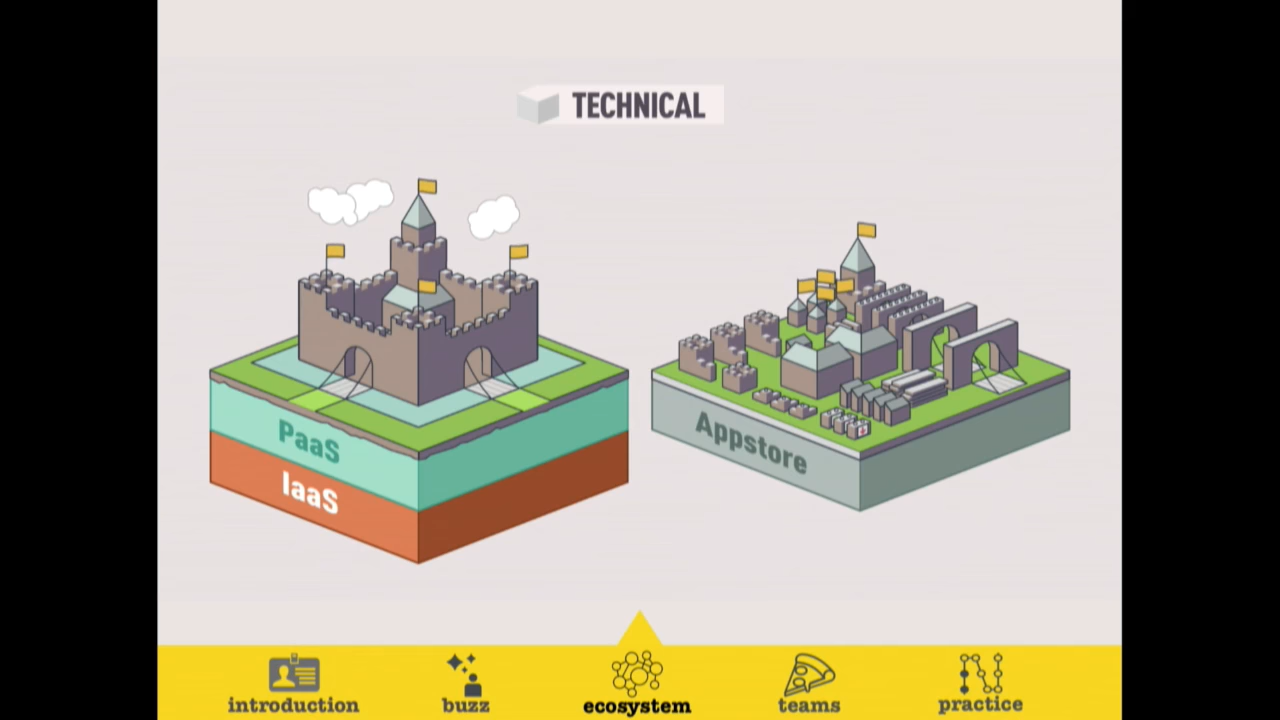 TECHNICAL
PaaS
IaaS
Appstore
introduction
buzz
ecosystem
teams
practice